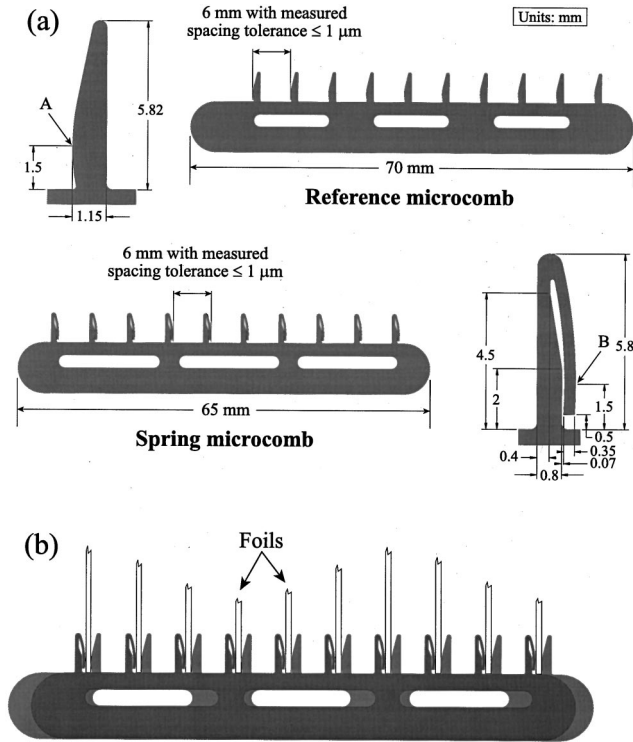 (a)
6 mm with measured
spacing tolerance ≤ 1 μm
Units: mm
A
5.82
1.5
1.15
70 mm
Reference microcomb
6 mm with measured
spacing tolerance ≤ 1 μm
65 mm
Spring microcomb
4.5
2
B
5.8
1.5
0.5
0.35
0.4
0.07
0.8
(b)
Foils